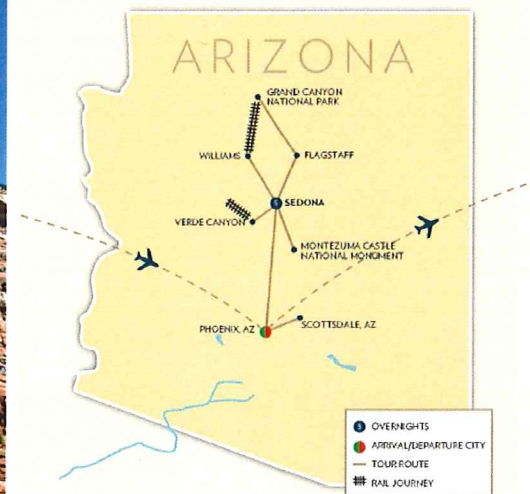 ARIZONA
GRAND CANYON
NATIONAL PARK
WILLIAMS
FLAGSTAFF
5 SEDONA
VERDE CANYON
MONTEZUMA CASTLE
NATIONAL MONUMENT
PHOENIX, AZ
SCOTTSDALE, AZ
5 OVERNIGHTS
ARRIVAL/DEPARTURE CITY
TOUR ROUTE
RAIL JOURNEY